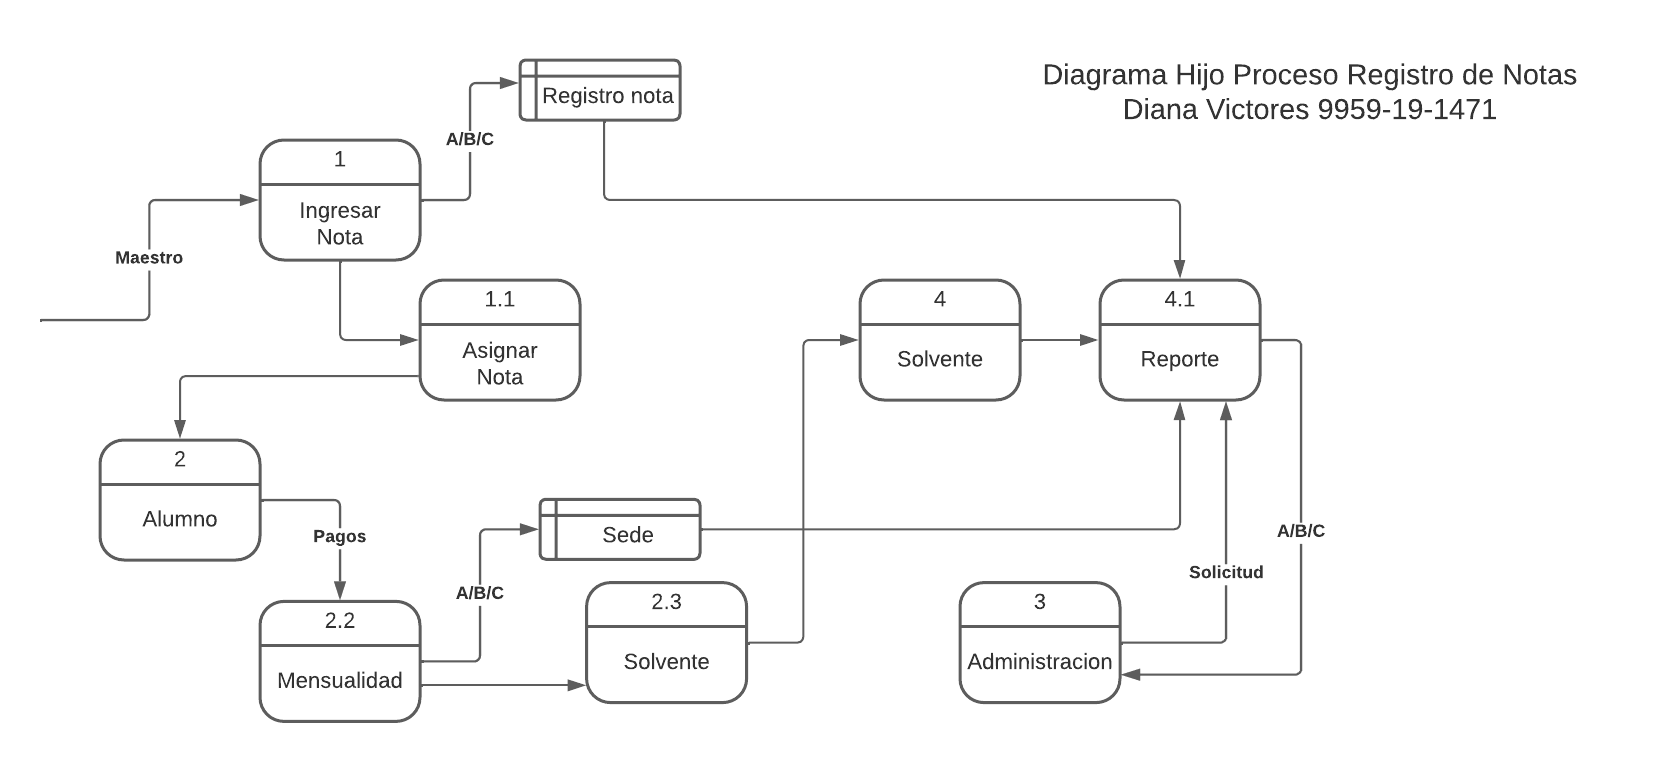 Diagrama Hijo Proceso Registro de Notas
Diana Victores 9959-19-1471
Registro nota
A/B/C
1
Ingresar
Nota
Maestro
1.1
Asignar
Nota
4
Solvente
4.1
Reporte
2
Alumno
Pagos
Sede
A/B/C
A/B/C
Solicitud
2.2
Mensualidad
2.3
Solvente
3
Administracion